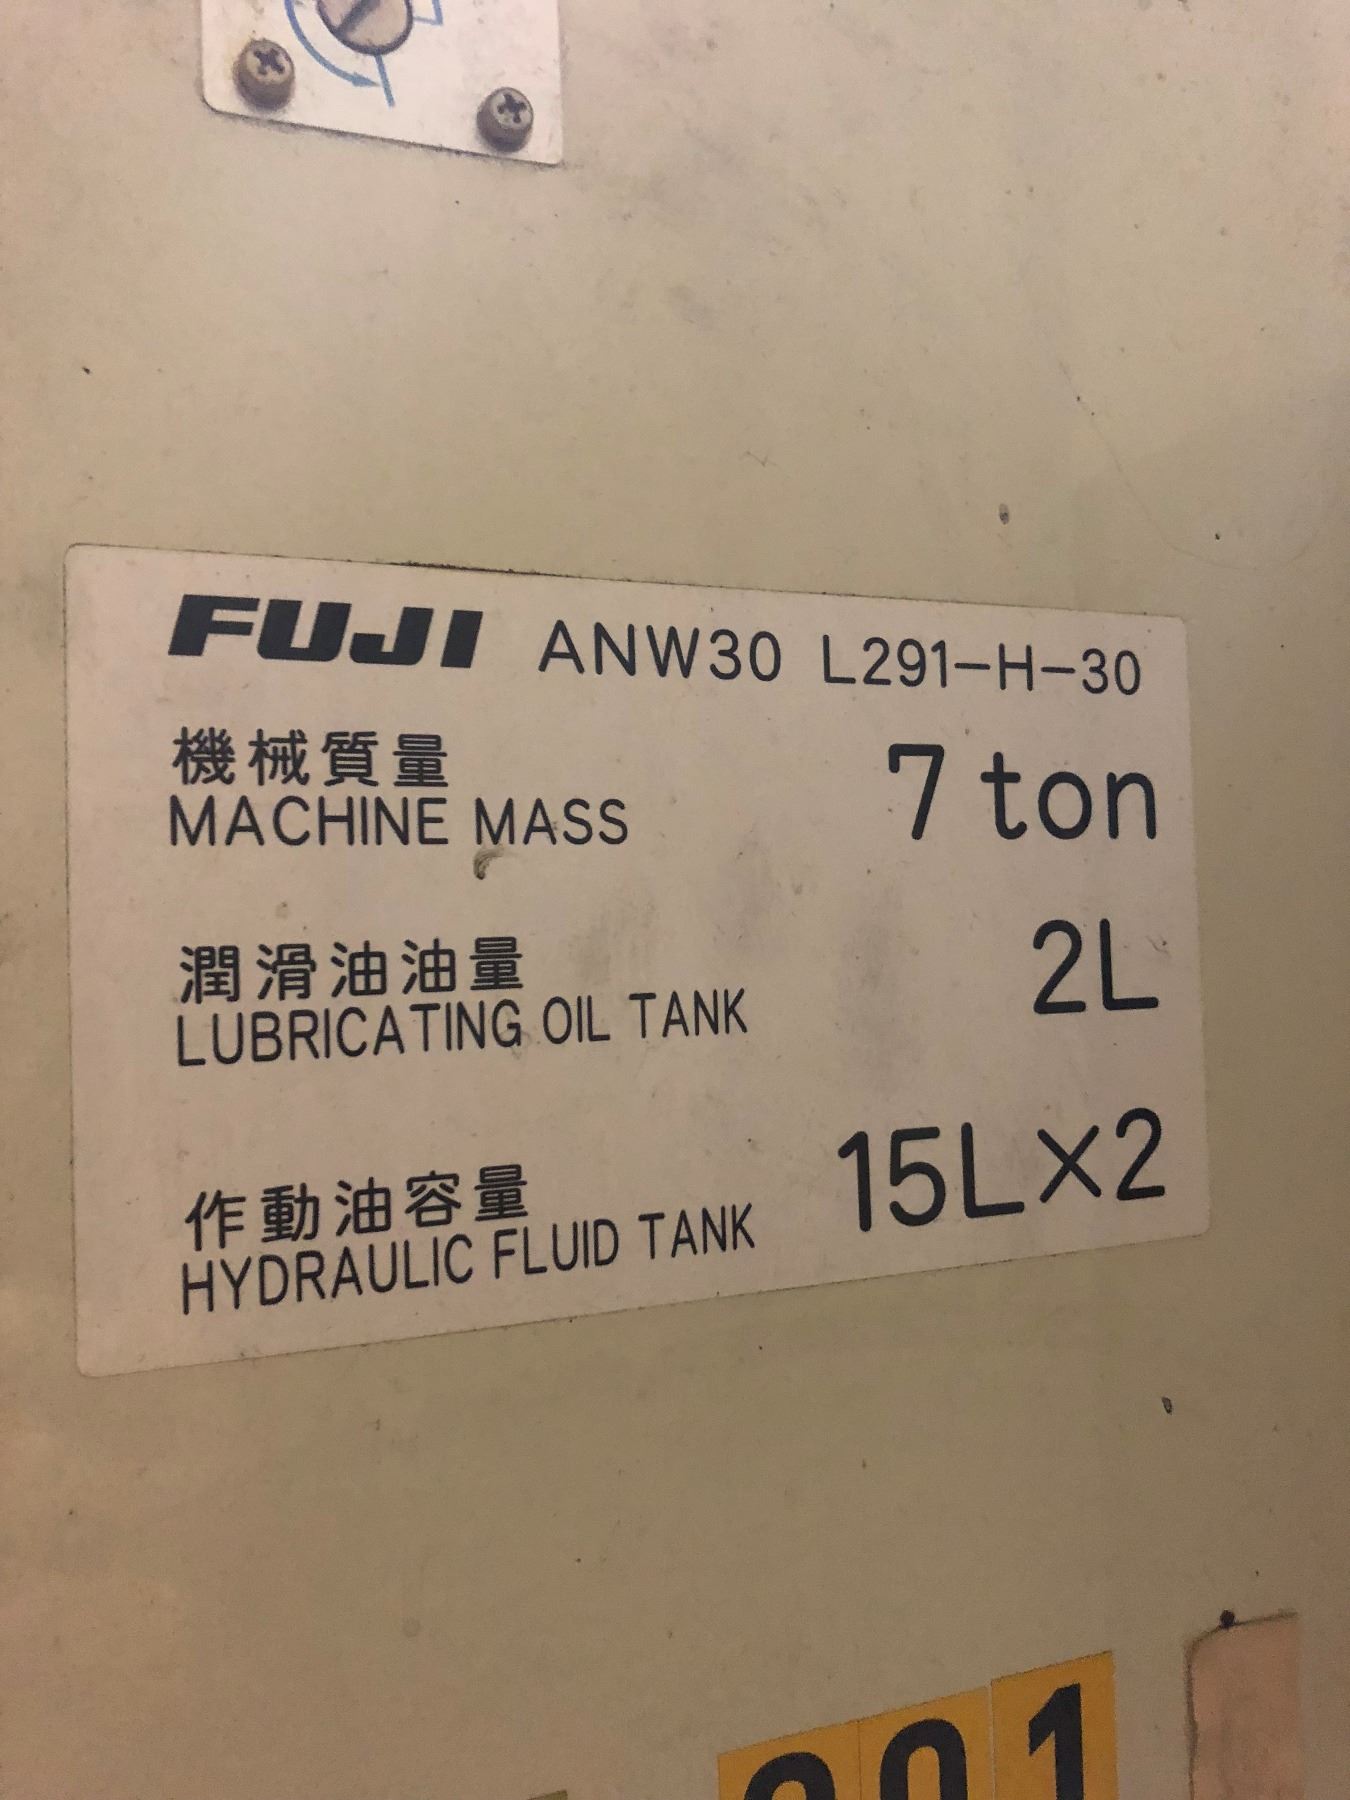 FUJI ANW30 L291-H-30
機械質量
MACHINE MASS 7 ton
潤滑油油量
LUBRICATING OIL TANK 2L
作動油容量
HYDRAULIC FLUID TANK 15L×2